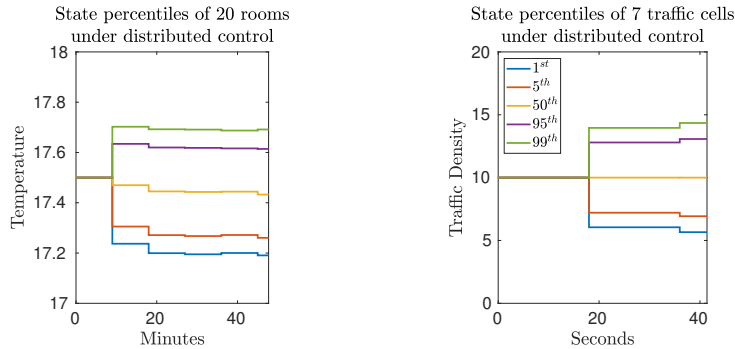 State percentiles of 20 rooms
under distributed control
18
17.8
17.6
17.4
17.2
17
0
20
40
Temperature
Minutes
State percentiles of 7 traffic cells
under distributed control
20
15
10
5
0
0
20
40
Traffic Density
Seconds
1st
5th
50th
95th
99th